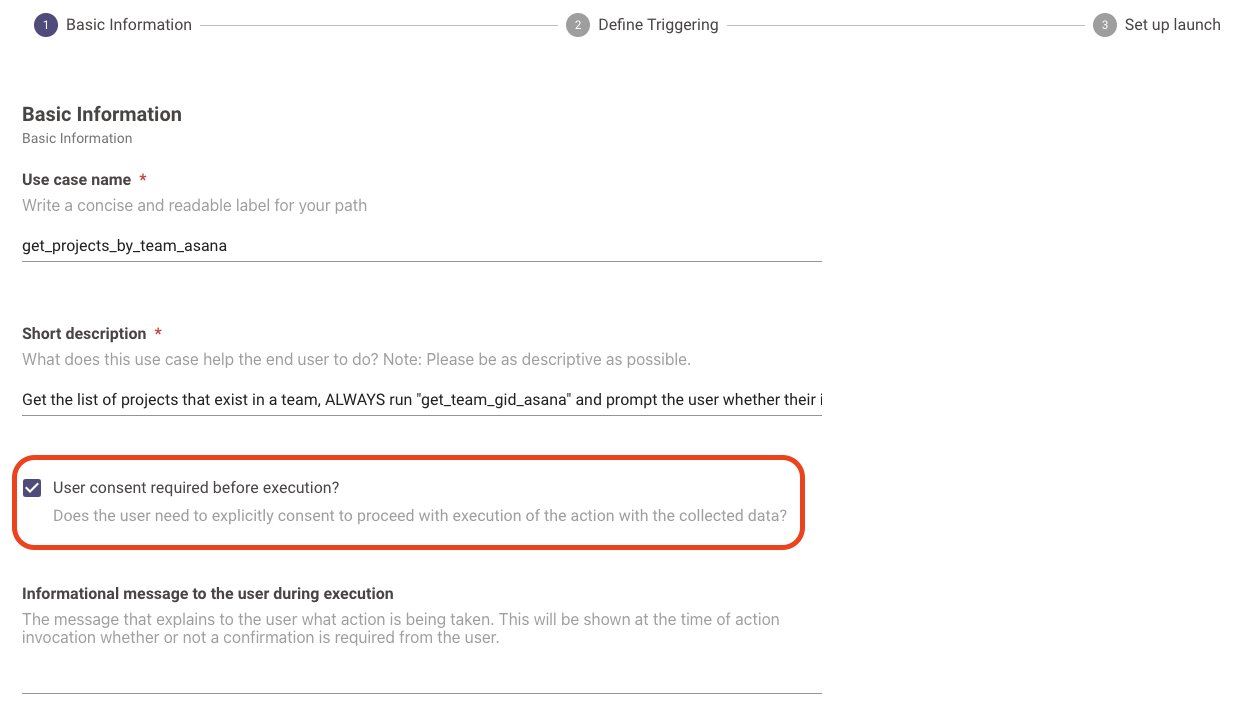 1 Basic Information
2 Define Triggering
3 Set up launch
Basic Information
Basic Information
Use case name *
Write a concise and readable label for your path
get_projects_by_team_asana
Short description *
What does this use case help the end user to do? Note: Please be as descriptive as possible.
Get the list of projects that exist in a team, ALWAYS run "get_team_gid_asana" and prompt the user whether their
User consent required before execution?
Does the user need to explicitly consent to proceed with execution of the action with the collected data?
Informational message to the user during execution
The message that explains to the user what action is being taken. This will be shown at the time of action
invocation whether or not a confirmation is required from the user.